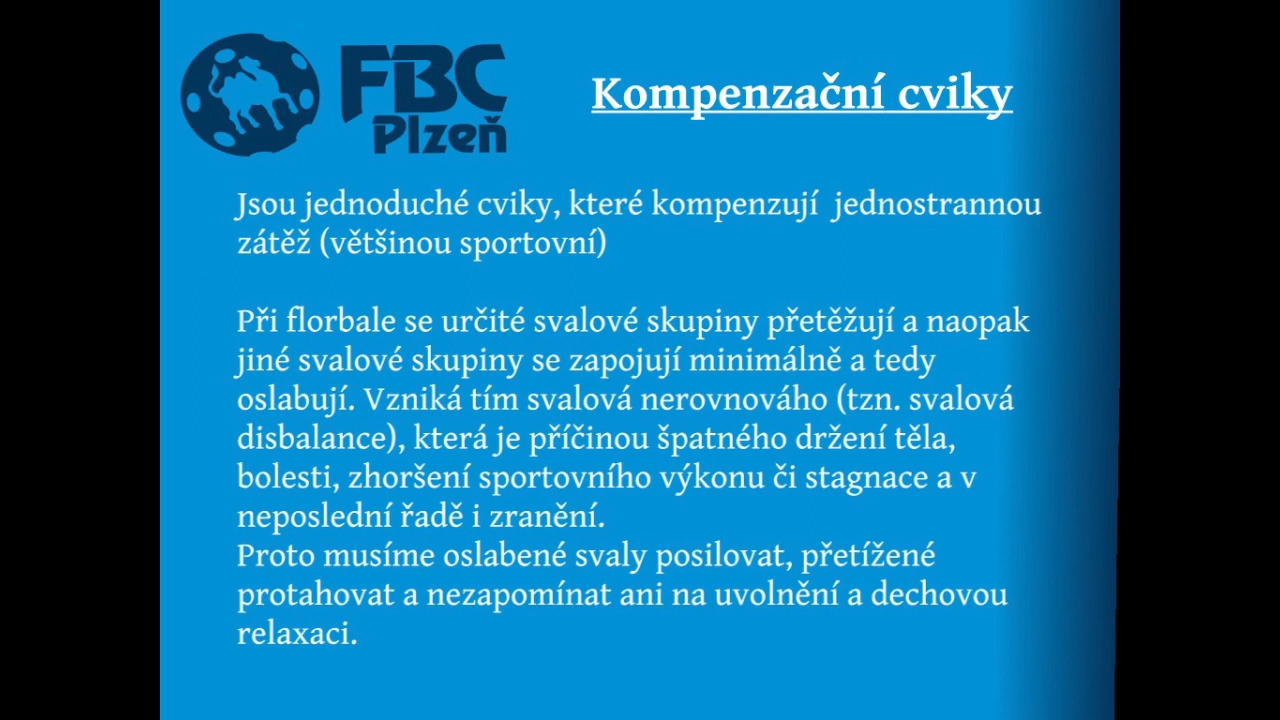 FBC
Plzeň
Kompenzační cviky
Jsou jednoduché cviky, které kompenzují jednostrannou
zátěž (většinou sportovní)
Při florbale se určité svalové skupiny přetěžují a naopak
jiné svalové skupiny se zapojují minimálně a tedy
oslabují. Vzniká tím svalová nerovnováho (tzn. svalová
disbalance), která je příčinou špatného držení těla,
bolesti, zhoršení sportovního výkonu či stagnace a v
neposlední řadě i zranění.
Proto musíme oslabené svaly posilovat, přetížené
protahovat a nezapomínat ani na uvolnění a dechovou
relaxaci.